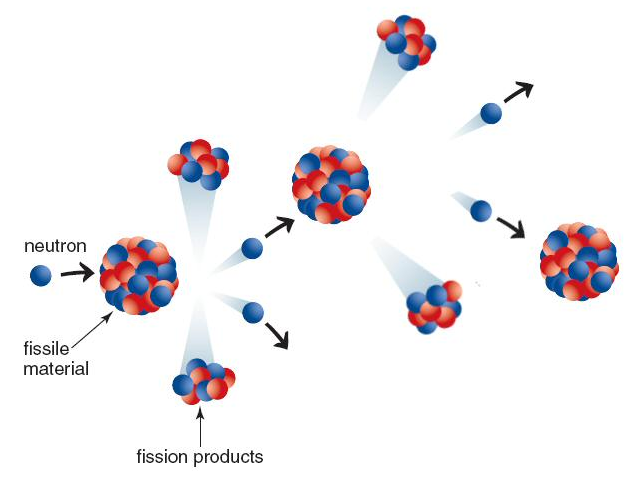 neutron
fissile
material
fission products